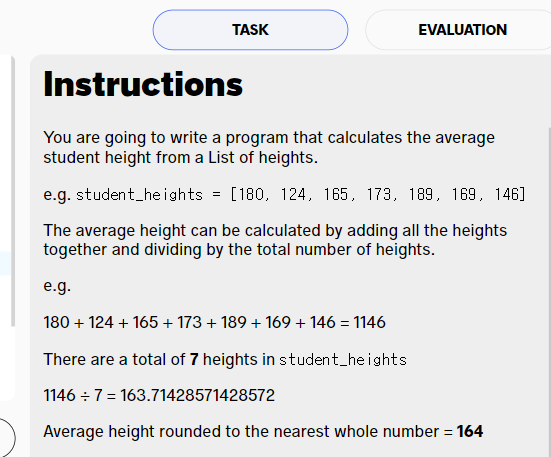 TASK
EVALUATION
Instructions
You are going to write a program that calculates the average
student height from a List of heights.
e.g. student_heights = [180, 124, 165, 173, 189, 169, 146]
The average height can be calculated by adding all the heights
together and dividing by the total number of heights.
e.g.
180 + 124 + 165 + 173 + 189 + 169 + 146 = 1146
There are a total of 7 heights in student_heights
1146 ÷ 7 = 163.71428571428572
Average height rounded to the nearest whole number = 164